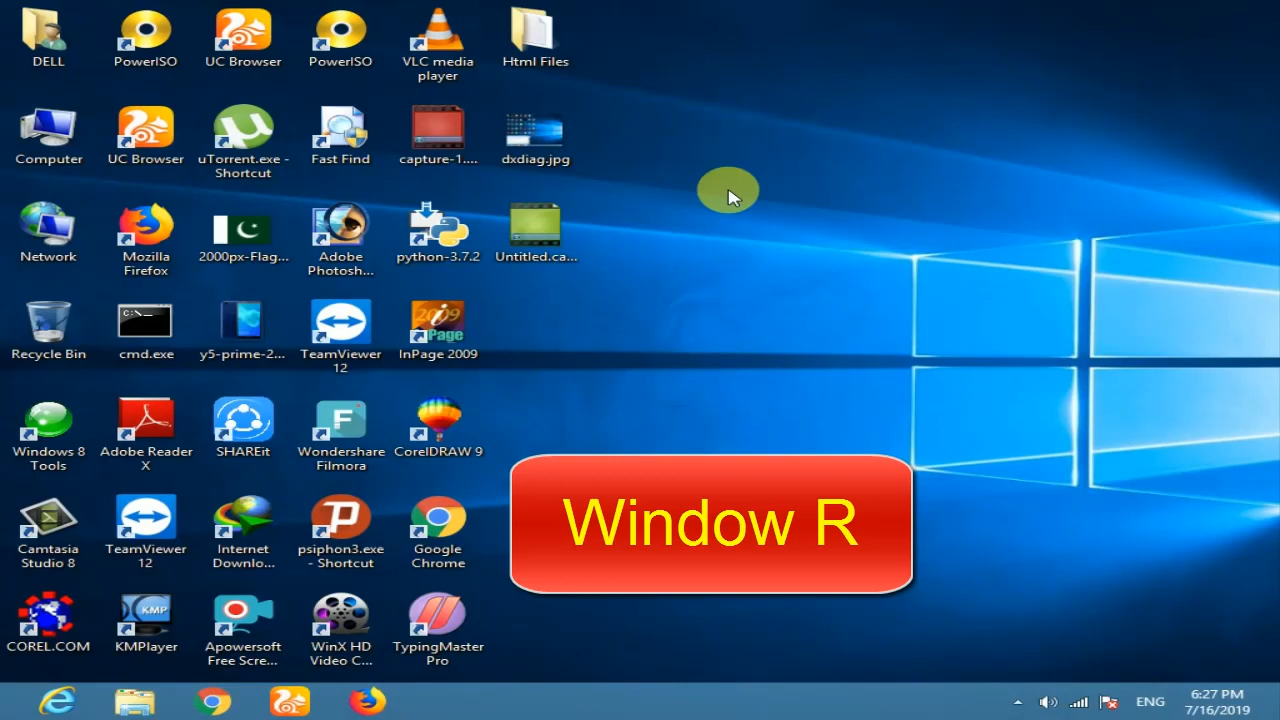 DELL
PowerISO
UC Browser
PowerISO
VLC media
player
Html Files
Computer
UC Browser
uTorrent.exe -
Shortcut
Fast Find
capture-1....
dxdiag.jpg
Network
Mozilla
Firefox
2000px-Flag...
Adobe
Photosh...
python-3.7.2
Untitled.ca...
Recycle Bin
C:\
cmd.exe
y5-prime-2...
TeamViewer
12
2009
iPage
InPage 2009
Windows 8
Tools
Adobe Reader
X
SHAREit
F
Wondershare
Filmora
CorelDRAW 9
Window R
Camtasia
Studio 8
TeamViewer
12
Internet
Downlo...
psiphon3.exe
- Shortcut
Google
Chrome
COREL.COM
KMP
KMPlayer
Apowersoft
Free Scre...
WinX HD
Video C...
TypingMaster
Pro
ENG
6:27 PM
7/16/2019